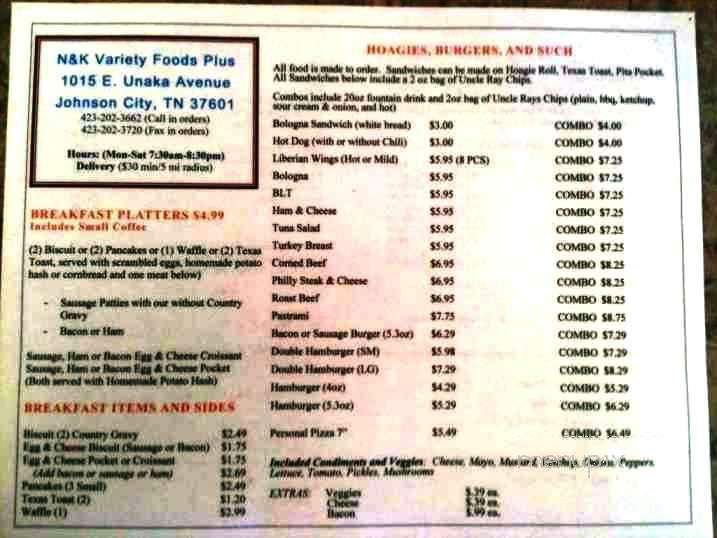 N&K Variety Foods Plus
1015 E. Unaka Avenue
Johnson City, TN 37601
423-202-3662 (Call in orders)
423-202-3720 (Fax in orders)
Hours: (Mon-Sat 7:30am-8:30pm)
Delivery ($30 min/5 mi radius)
BREAKFAST PLATTERS $4.99
Includes Small Coffee
(2) Biscuit or (2) Pancakes or (1) Waffle or (2) Texas
Toast, served with scrambled eggs, homemade potato
hash or cornbread and one meat below)
- Sausage Patties with our without Country
Gravy
- Bacon or Ham
Sausage, Ham or Bacon Egg & Cheese Croissant
Sausage, Ham or Bacon Egg & Cheese Pocket
(Both served with Homemade Potato Hash)
BREAKFAST ITEMS AND SIDES
Biscuit (2) Country Gravy $2.49
Egg & Cheese Biscuit (Sausage or Bacon) $1.75
Egg & Cheese Pocket or Croissant $1.75
(Add bacon or sausage or ham) $2.69
Pancakes (3 Small) $2.49
Texas Toast (2) $1.20
Waffle (1) $2.99
HOAGIES, BURGERS, AND SUCH
All food is made to order. Sandwiches can be made on Hoagie Roll, Texas Toast, Pita Pocket.
All Sandwiches below include a 2 oz bag of Uncle Ray Chips.
Combos include 20oz fountain drink and 2oz bag of Uncle Rays Chips (plain, bbq, ketchup,
sour cream & onion, and hot)
Bologna Sandwich (white bread) $3.00 COMBO $4.00
Hot Dog (with or without Chili) $3.00 COMBO $4.00
Liberian Wings (Hot or Mild) $5.95 (8 PCS) COMBO $7.25
Bologna $5.95 COMBO $7.25
BLT $5.95 COMBO $7.25
Ham & Cheese $5.95 COMBO $7.25
Tuna Salad $5.95 COMBO $7.25
Turkey Breast $5.95 COMBO $7.25
Corned Beef $6.95 COMBO $8.25
Philly Steak & Cheese $6.95 COMBO $8.25
Roast Beef $6.95 COMBO $8.25
Pastrami $7.75 COMBO $8.75
Bacon or Sausage Burger (5.3oz) $6.29 COMBO $7.29
Double Hamburger (SM) $5.98 COMBO $7.29
Double Hamburger (LG) $7.29 COMBO $8.29
Hamburger (4oz) $4.29 COMBO $5.29
Hamburger (5.3oz) $5.29 COMBO $6.29
Personal Pizza 7" $5.49 COMBO $6.49
Included Condiments and Veggies: Cheese, Mayo, Mustard, Ketchup, Onion, Peppers
Lettuce, Tomato, Pickles, Mushrooms
EXTRAS: Veggies $.39 ea.
Cheese $.39 ea.
Bacon $.99 ea.